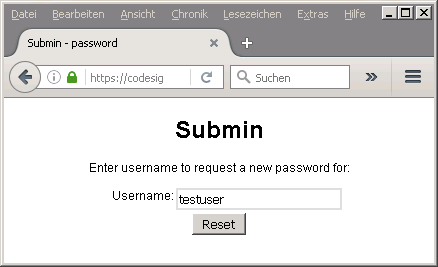 Datei Bearbeiten Ansicht Chronik Lesezeichen Extras Hilfe
Submin - password
https://codesig
Suchen
Submin
Enter username to request a new password for:
Username: testuser
Reset